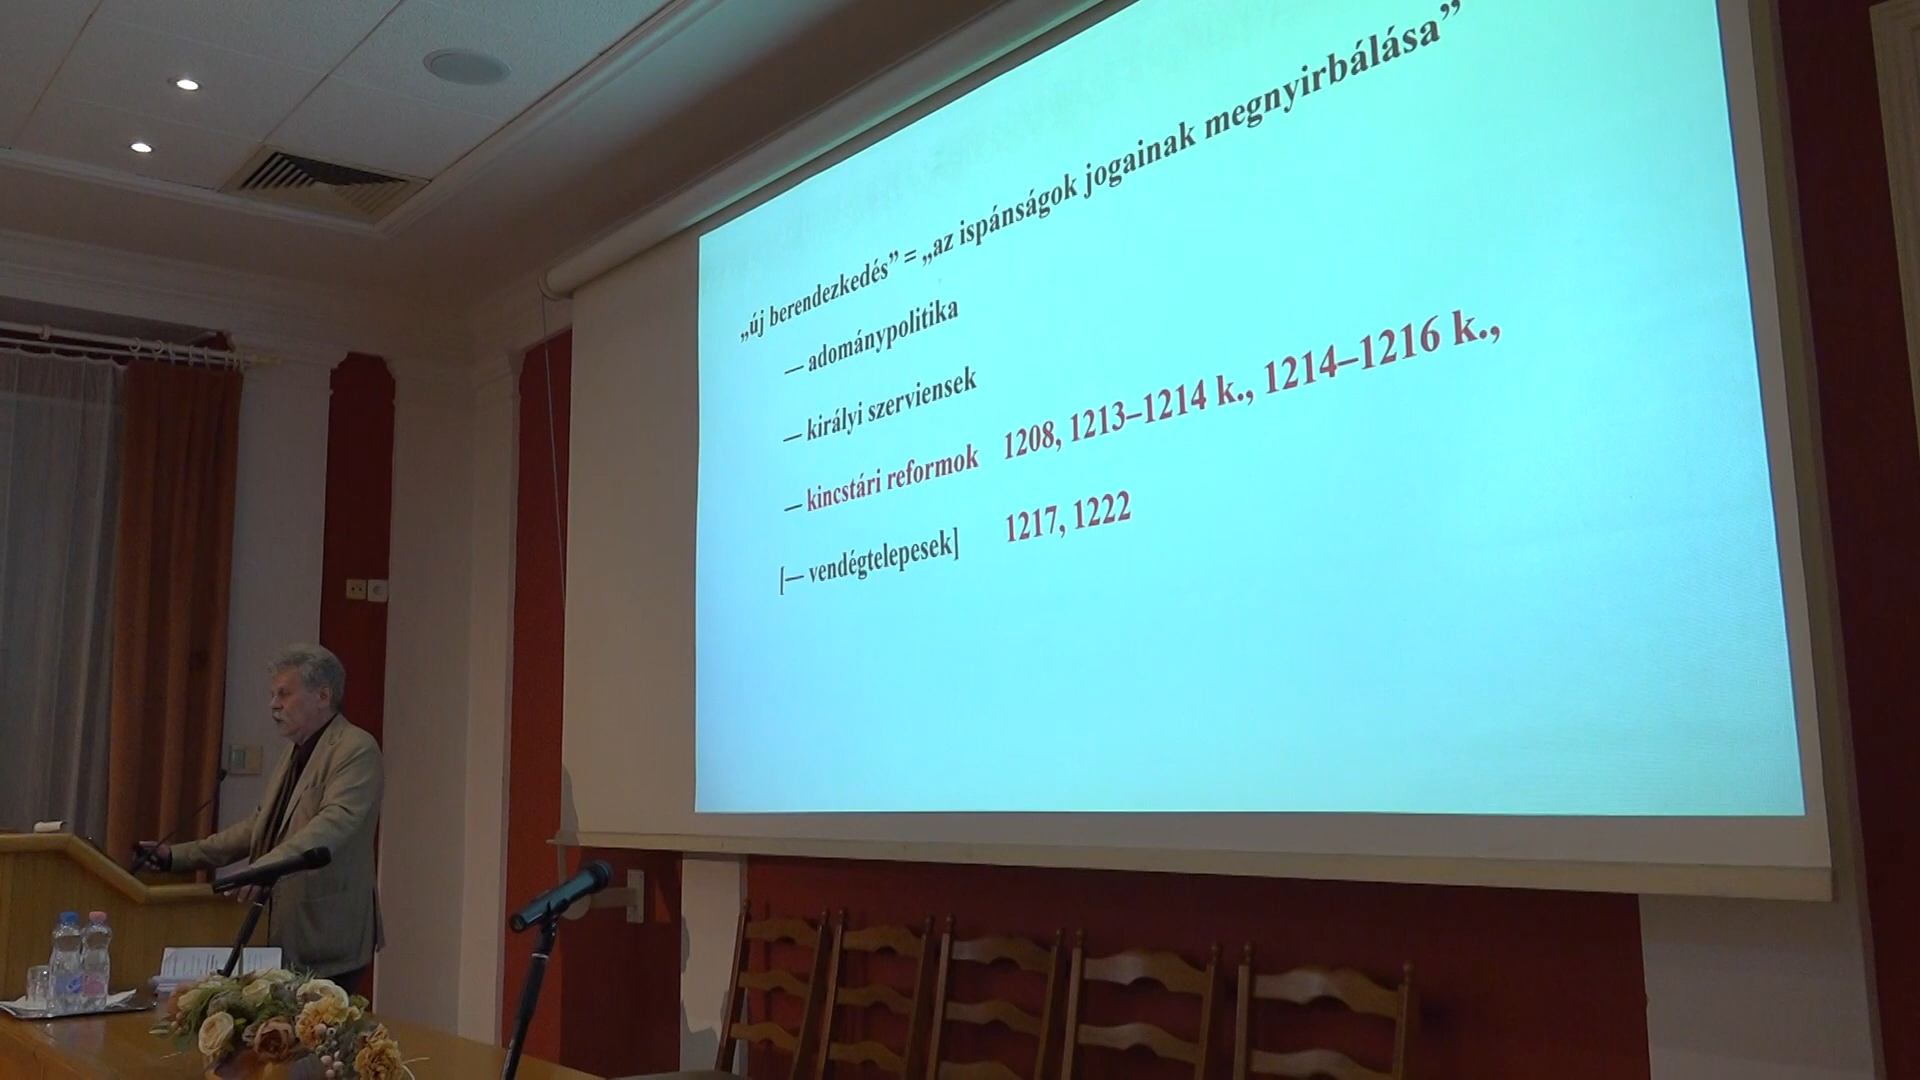 „új berendezkedés” = „az ispánságok jogainak megnyirbálása”
— adománypolitika
— királyi szerviensek
— kincstári reformok 1208, 1213–1214 k., 1214–1216 k.,
1217, 1222
[— vendégtelepesek]